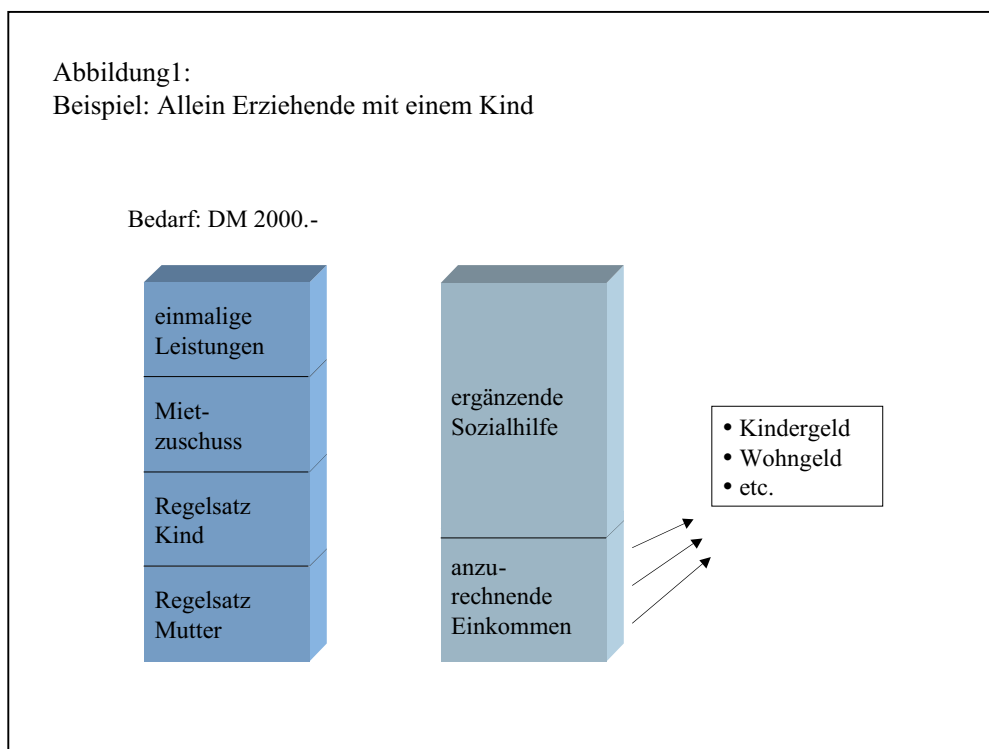 Abbildung1:
Beispiel: Allein Erziehende mit einem Kind
Bedarf: DM 2000.-
einmalige
Leistungen
Miet-
zuschuss
Regelsatz
Kind
Regelsatz
Mutter
ergänzende
Sozialhilfe
anzu-
rechnende
Einkommen
• Kindergeld
• Wohngeld
• etc.